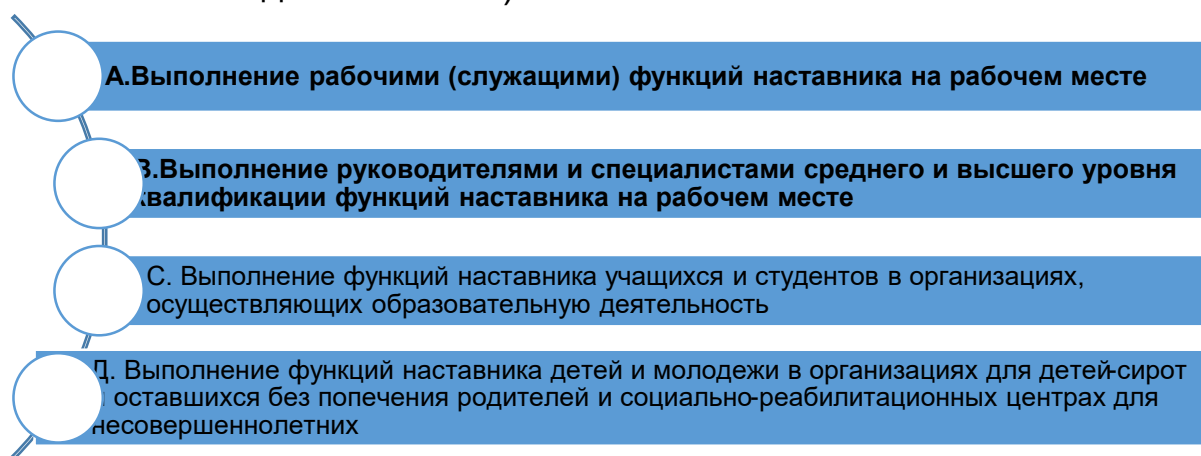 А.Выполнение рабочими (служащими) функций наставника на рабочем месте
В.Выполнение руководителями и специалистами среднего и высшего уровня
квалификации функций наставника на рабочем месте
С. Выполнение функций наставника учащихся и студентов в организациях,
осуществляющих образовательную деятельность
Д. Выполнение функций наставника детей и молодежи в организациях для детей-сирот
оставшихся без попечения родителей и социально-реабилитационных центрах для
несовершеннолетних